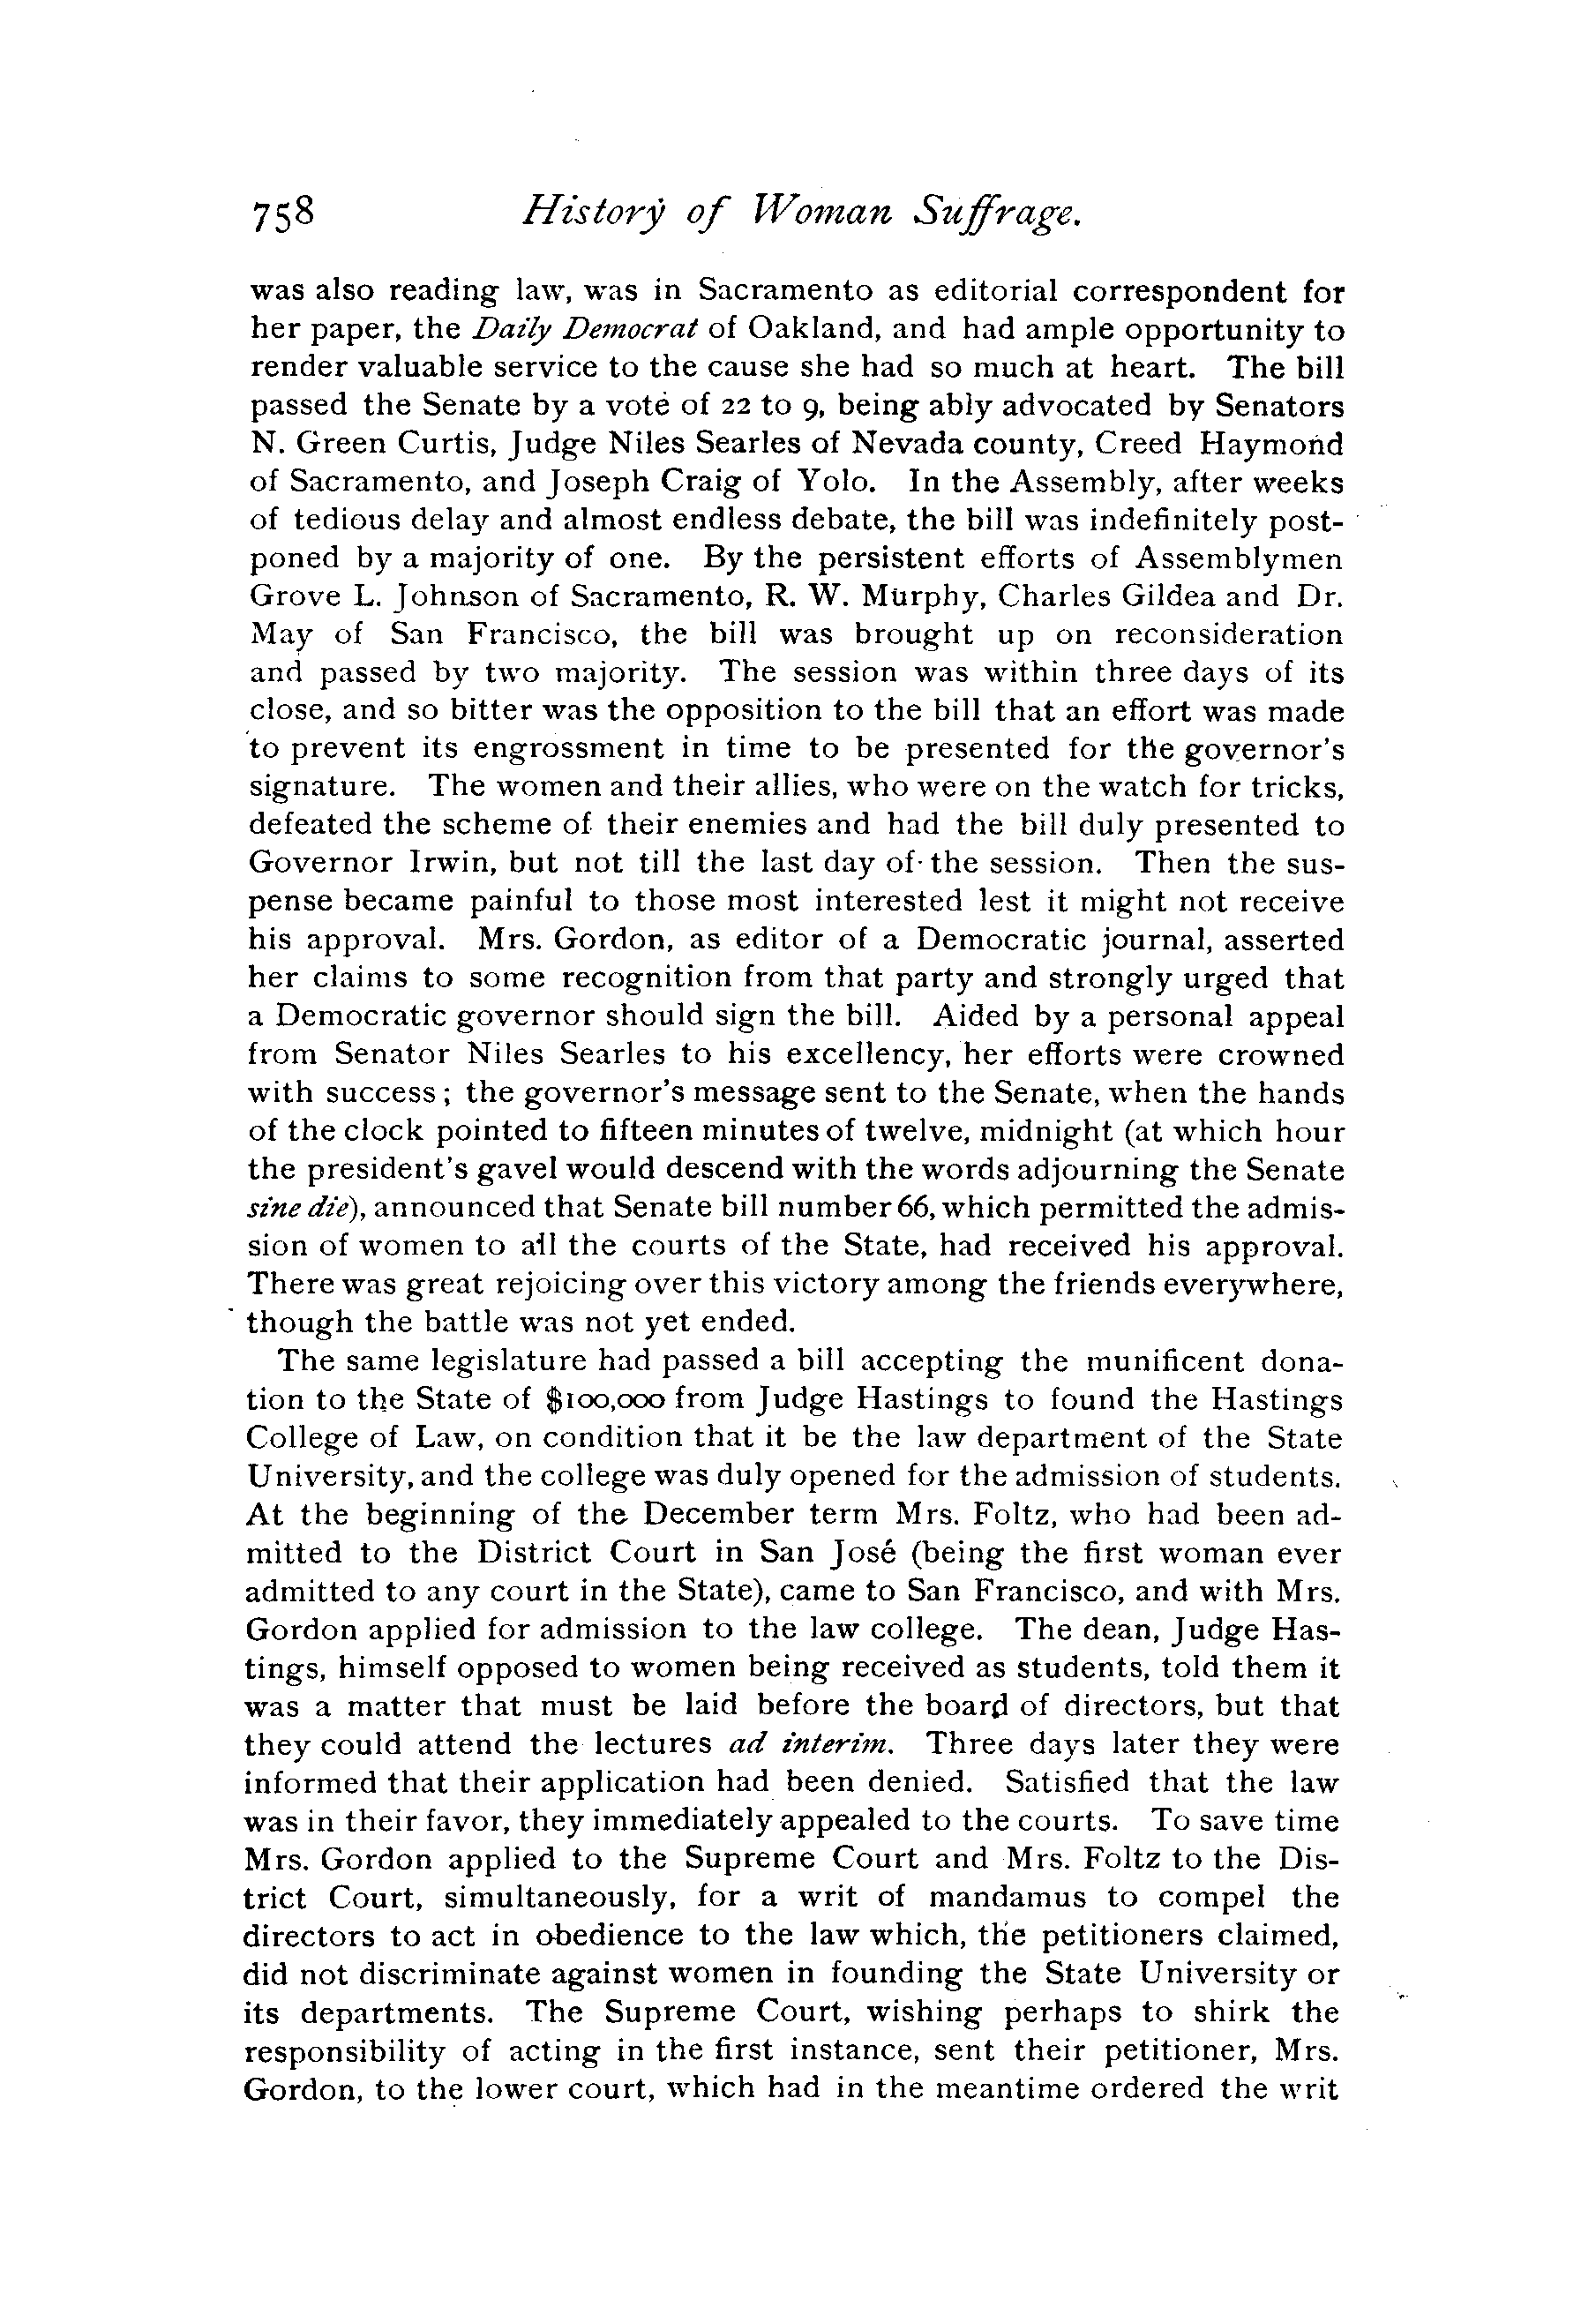 758 History of Woman Suffrage.
was also reading law, was in Sacramento as editorial correspondent for
her paper, the Daily Democrat of Oakland, and had ample opportunity to
render valuable service to the cause she had so much at heart. The bill
passed the Senate by a vote of 22 to 9, being ably advocated by Senators
N. Green Curtis, Judge Niles Searles of Nevada county, Creed Haymond
of Sacramento, and Joseph Craig of Yolo. In the Assembly, after weeks
of tedious delay and almost endless debate, the bill was indefinitely post-
poned by a majority of one. By the persistent efforts of Assemblymen
Grove L. Johnson of Sacramento, R. W. Murphy, Charles Gildea and Dr.
May of San Francisco, the bill was brought up on reconsideration
and passed by two majority. The session was within three days of its
close, and so bitter was the opposition to the bill that an effort was made
to prevent its engrossment in time to be presented for the governor's
signature. The women and their allies, who were on the watch for tricks,
defeated the scheme of their enemies and had the bill duly presented to
Governor Irwin, but not till the last day of the session. Then the sus-
pense became painful to those most interested lest it might not receive
his approval. Mrs. Gordon, as editor of a Democratic journal, asserted
her claims to some recognition from that party and strongly urged that
a Democratic governor should sign the bill. Aided by a personal appeal
from Senator Niles Searles to his excellency, her efforts were crowned
with success; the governor's message sent to the Senate, when the hands
of the clock pointed to fifteen minutes of twelve, midnight (at which hour
the president's gavel would descend with the words adjourning the Senate
sine die), announced that Senate bill number 66, which permitted the admis-
sion of women to all the courts of the State, had received his approval.
There was great rejoicing over this victory among the friends everywhere,
though the battle was not yet ended.
The same legislature had passed a bill accepting the munificent dona-
tion to the State of $100,000 from Judge Hastings to found the Hastings
College of Law, on condition that it be the law department of the State
University, and the college was duly opened for the admission of students.
At the beginning of the December term Mrs. Foltz, who had been ad-
mitted to the District Court in San José (being the first woman ever
admitted to any court in the State), came to San Francisco, and with Mrs.
Gordon applied for admission to the law college. The dean, Judge Has-
tings, himself opposed to women being received as students, told them it
was a matter that must be laid before the board of directors, but that
they could attend the lectures ad interim. Three days later they were
informed that their application had been denied. Satisfied that the law
was in their favor, they immediately appealed to the courts. To save time
Mrs. Gordon applied to the Supreme Court and Mrs. Foltz to the Dis-
trict Court, simultaneously, for a writ of mandamus to compel the
directors to act in obedience to the law which, the petitioners claimed,
did not discriminate against women in founding the State University or
its departments. The Supreme Court, wishing perhaps to shirk the
responsibility of acting in the first instance, sent their petitioner, Mrs.
Gordon, to the lower court, which had in the meantime ordered the writ